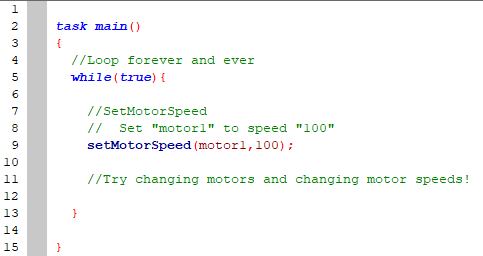 1
2 task main()
3 {
4 //Loop forever and ever
5 while(true){
6
7 //SetMotorSpeed
8 // Set "motor1" to speed "100"
9 setMotorSpeed(motor1,100);
10
11 //Try changing motors and changing motor speeds!
12
13 }
14
15 }